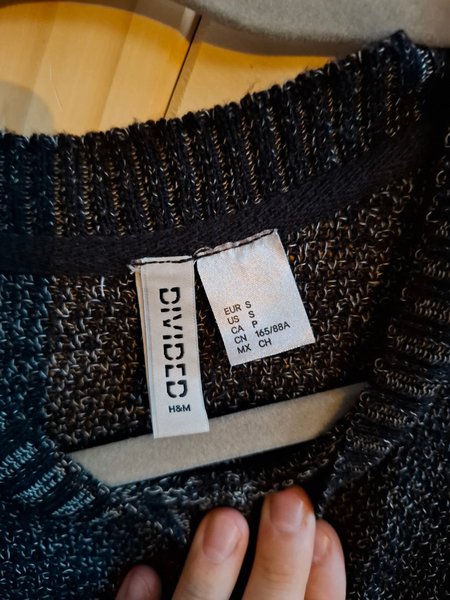 DIVIDED
H&M
EUR S
US S
CA P
CN 165/88A
MX CH